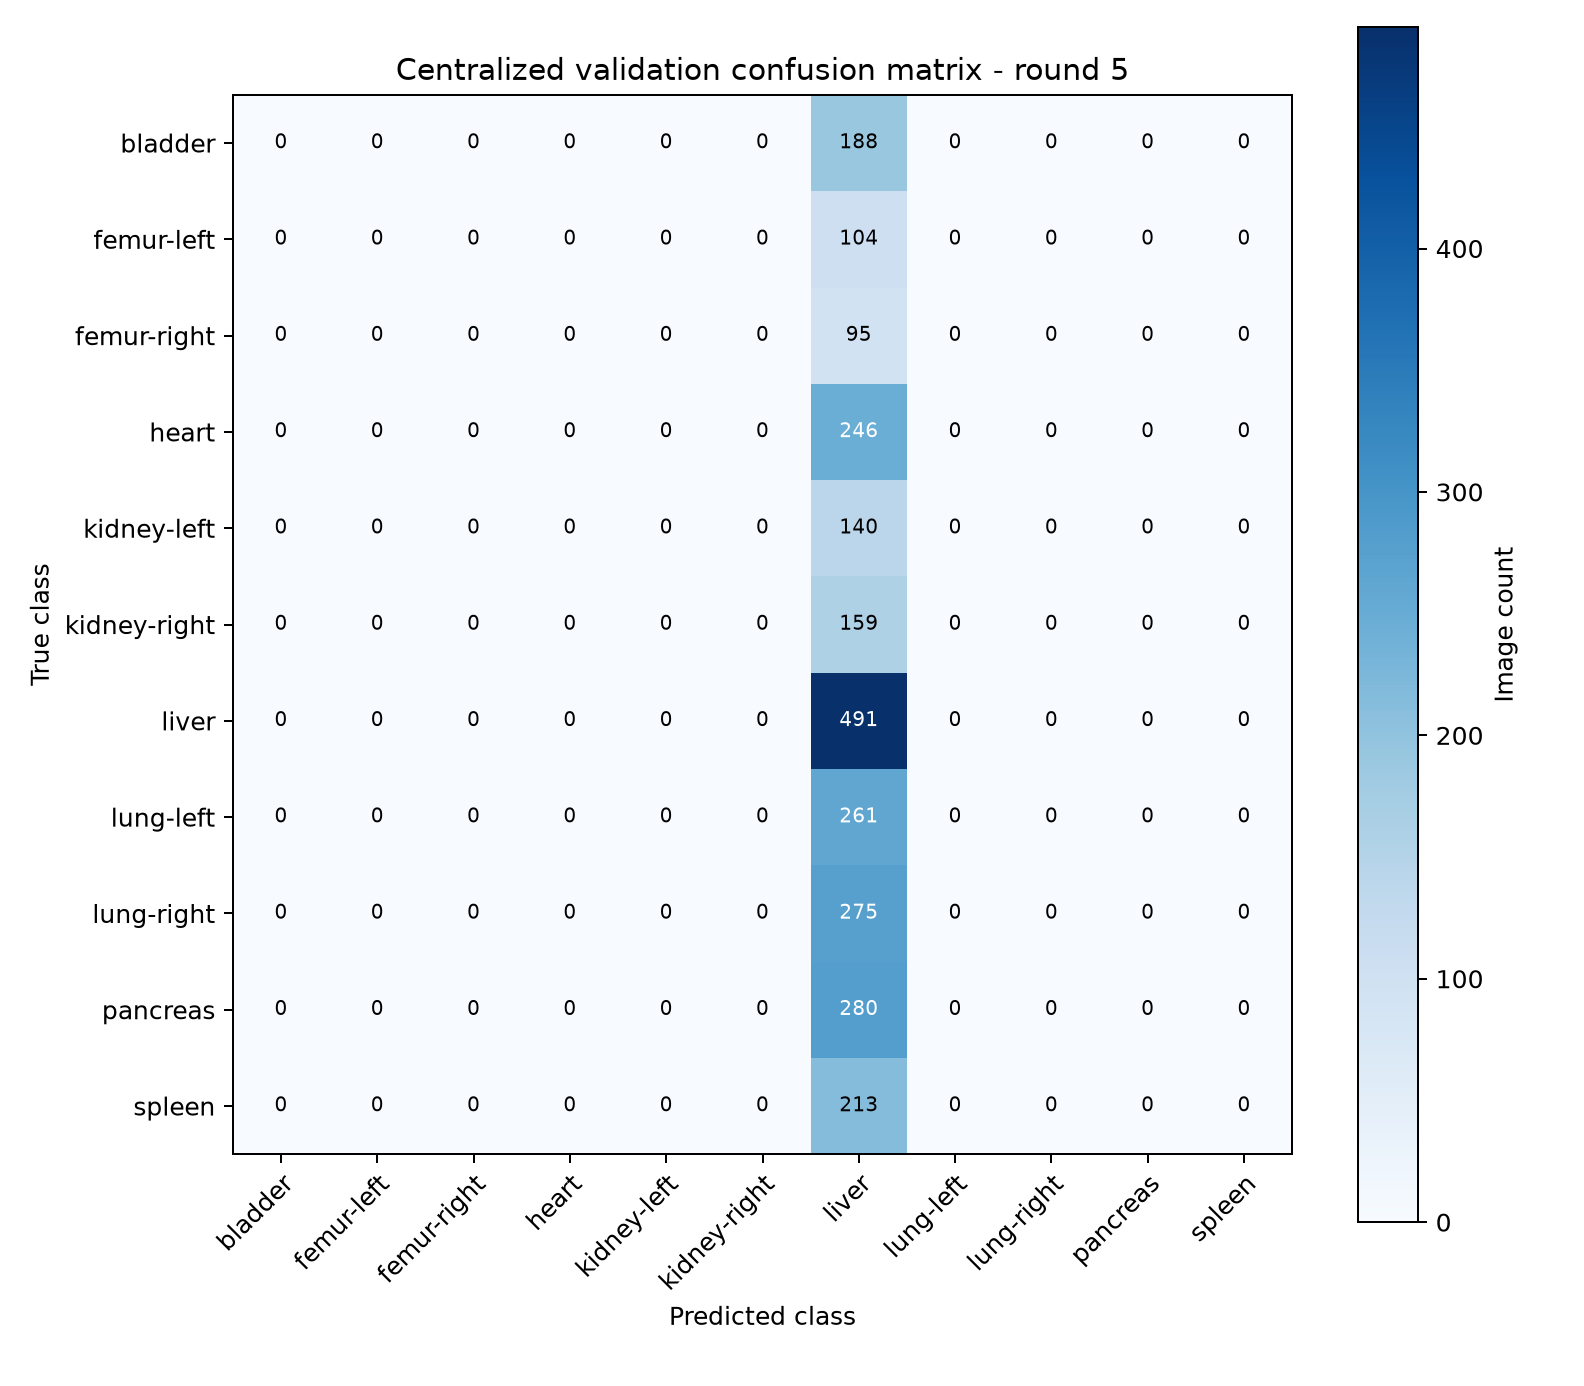 Centralized validation confusion matrix - round 5
bladder 0 0 0 0 0 0 188 0 0 0 0
femur-left 0 0 0 0 0 0 104 0 0 0 0
femur-right 0 0 0 0 0 0 95 0 0 0 0
heart 0 0 0 0 0 0 246 0 0 0 0
kidney-left 0 0 0 0 0 0 140 0 0 0 0
kidney-right 0 0 0 0 0 0 159 0 0 0 0
liver 0 0 0 0 0 0 491 0 0 0 0
lung-left 0 0 0 0 0 0 261 0 0 0 0
lung-right 0 0 0 0 0 0 275 0 0 0 0
pancreas 0 0 0 0 0 0 280 0 0 0 0
spleen 0 0 0 0 0 0 213 0 0 0 0
True class
bladder femur-left femur-right heart kidney-left kidney-right liver lung-left lung-right pancreas spleen
Predicted class
400
300
200
100
0
Image count